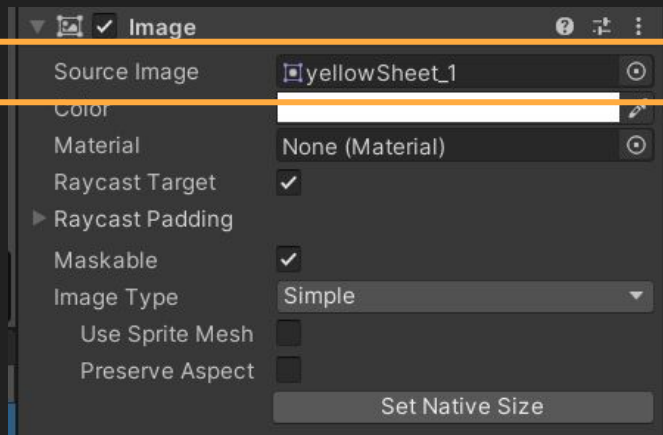 Image
Source Image yellowSheet_1
Color
Material None (Material)
Raycast Target
Raycast Padding
Maskable
Image Type Simple
Use Sprite Mesh
Preserve Aspect
Set Native Size